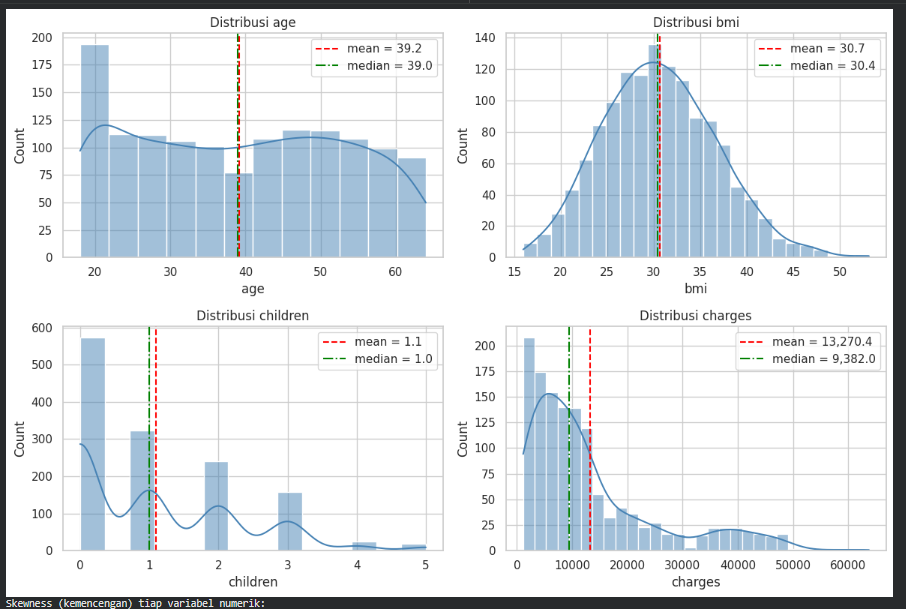 Distribusi age
mean = 39.2
median = 39.0
Count
200
175
150
125
100
75
50
25
0
20 30 40 50 60
age
Distribusi bmi
mean = 30.7
median = 30.4
Count
140
120
100
80
60
40
20
0
15 20 25 30 35 40 45 50
bmi
Distribusi children
mean = 1.1
median = 1.0
Count
600
500
400
300
200
100
0
0 1 2 3 4 5
children
Distribusi charges
mean = 13,270.4
median = 9,382.0
Count
200
175
150
125
100
75
50
25
0
0 10000 20000 30000 40000 50000 60000
charges
Skewness (kemencengan) tiap variabel numerik: